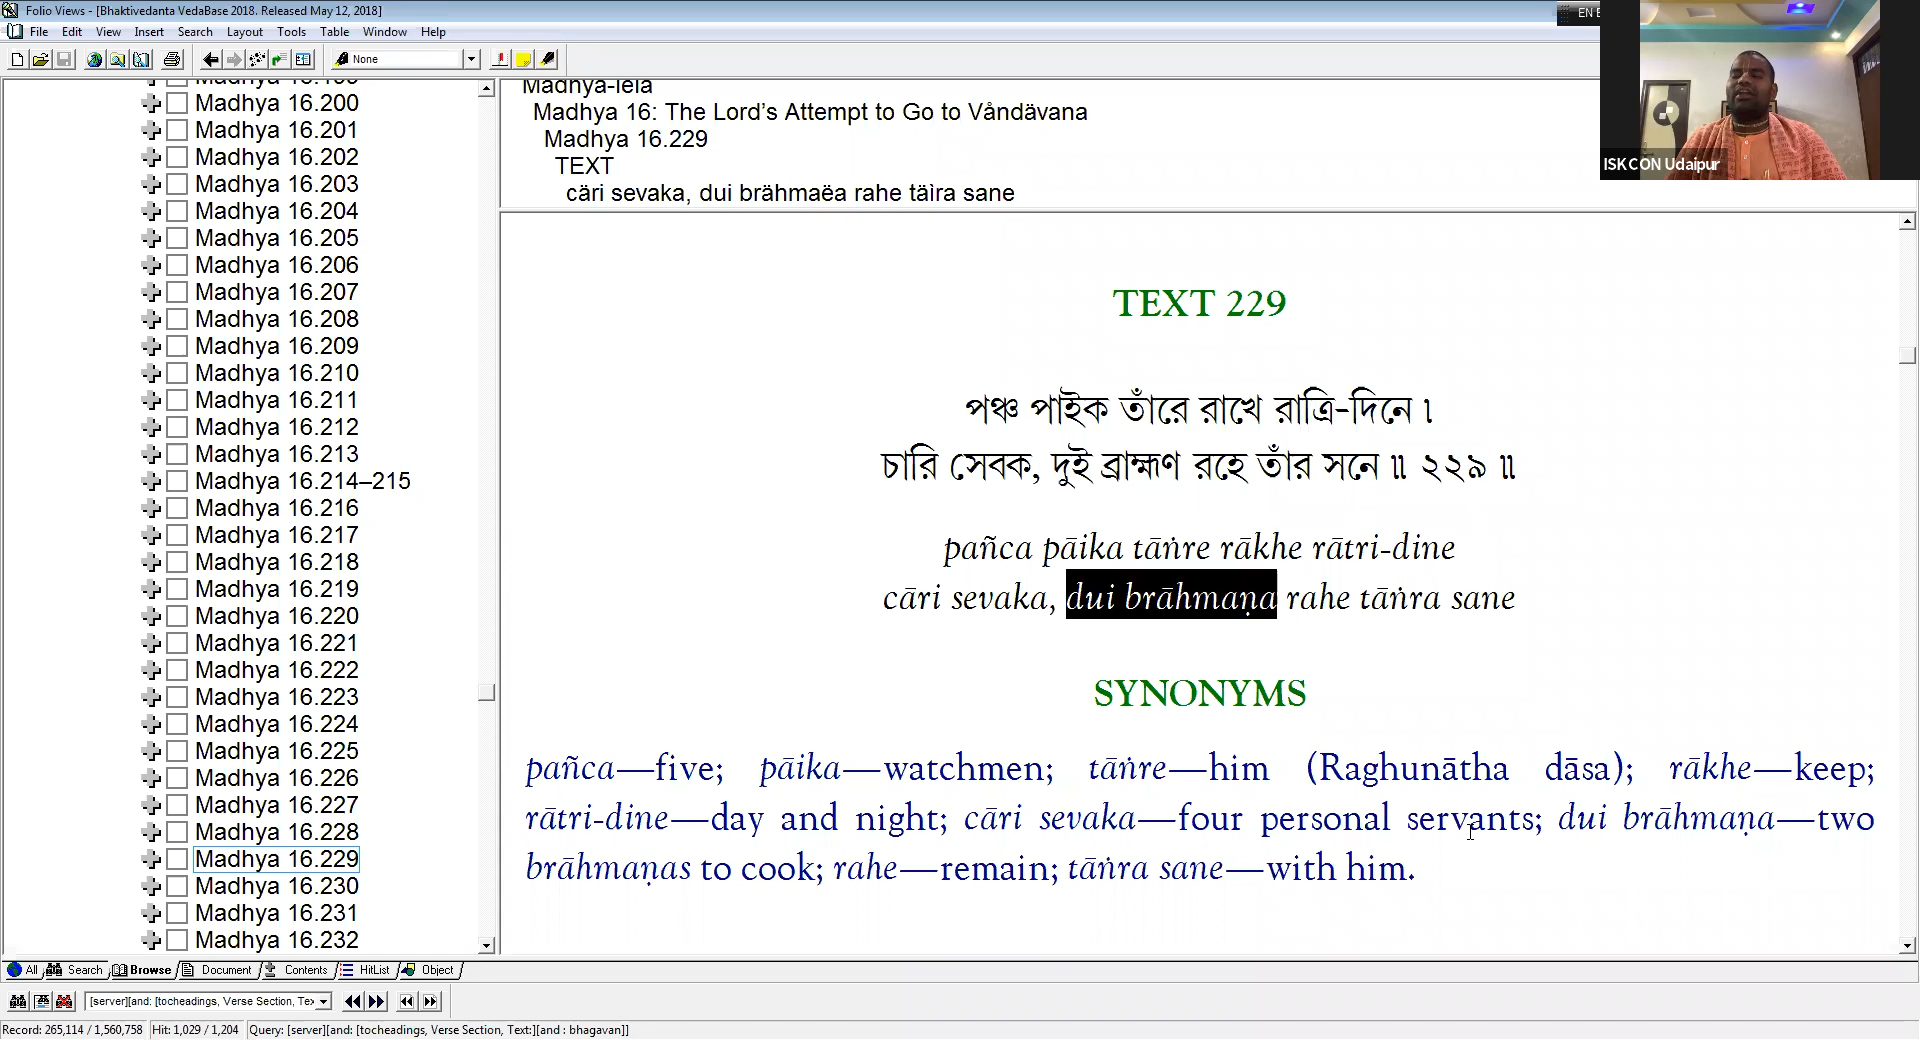 Folio Views - [Bhaktivedanta VedaBase 2018. Released May 12, 2018]
EN
File Edit View Insert Search Layout Tools Table Window Help
None
Madhya 16.200
Madhya 16.201
Madhya 16.202
Madhya 16.203
Madhya 16.204
Madhya 16.205
Madhya 16.206
Madhya 16.207
Madhya 16.208
Madhya 16.209
Madhya 16.210
Madhya 16.211
Madhya 16.212
Madhya 16.213
Madhya 16.214–215
Madhya 16.216
Madhya 16.217
Madhya 16.218
Madhya 16.219
Madhya 16.220
Madhya 16.221
Madhya 16.222
Madhya 16.223
Madhya 16.224
Madhya 16.225
Madhya 16.226
Madhya 16.227
Madhya 16.228
Madhya 16.229
Madhya 16.230
Madhya 16.231
Madhya 16.232
Madhya-lélä
Madhya 16: The Lord’s Attempt to Go to Våndävana
Madhya 16.229
TEXT
cäri sevaka, dui brähmaëa rahe täìra sane
ISKCON Udaipur
TEXT 229
পঞ্চ পাইক তাঁরে রাখে রাত্রি-দিনে ৷
চারি সেবক, দুই ব্রাহ্মণ রহে তাঁর সনে ॥ ২২৯ ॥
pañca pāika tāṅre rākhe rātri-dine
cāri sevaka, dui brāhmaṇa rahe tāṅra sane
SYNONYMS
pañca—five; pāika—watchmen; tāṅre—him (Raghunātha dāsa); rākhe—keep;
rātri-dine—day and night; cāri sevaka—four personal servants; dui brāhmaṇa—two
brāhmaṇas to cook; rahe—remain; tāṅra sane—with him.
All Search Browse Document Contents HitList Object
[server][and: [tocheadings, Verse Section, Tex
Record: 265,114 / 1,560,758 Hit: 1,029 / 1,204 Query: [server][and: [tocheadings, Verse Section, Text:][and : bhagavan]]